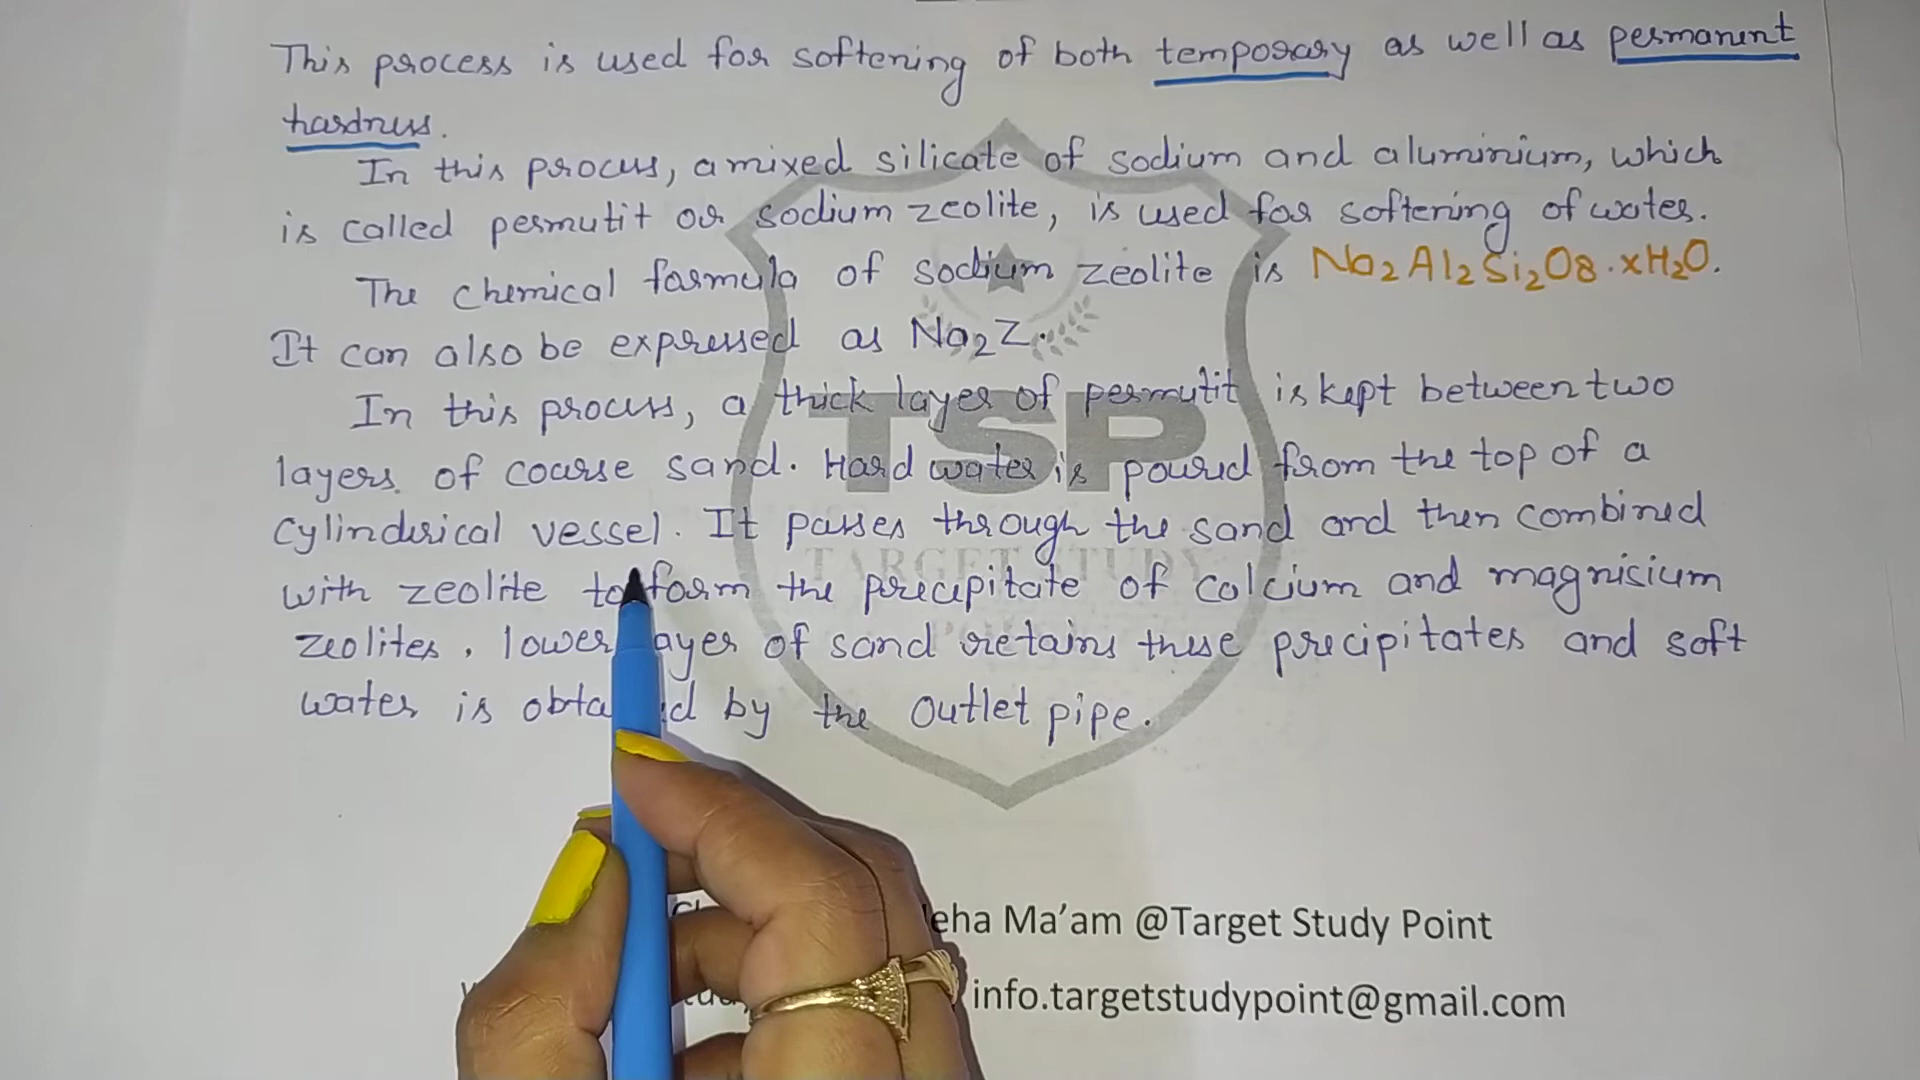 This process is used for softening of both temporary as well as permanent
hardness.
In this process, a mixed silicate of sodium and aluminium, which
is called permutit or sodium zeolite, is used for softening of water.
The chemical formula of sodium zeolite is Na2Al2Si2O8.xH2O.
It can also be expressed as Na2Z.
In this process, a thick layer of permutit is kept between two
layers of coarse sand. Hard water is poured from the top of a
cylinderical vessel. It passes through the sand and then combined
with zeolite to form the precipitate of calcium and magnisium
zeolites. lower layer of sand retains these precipitates and soft
water is obtained by the outlet pipe.
TSP
TARGET STUDY
eha Ma'am @Target Study Point
info.targetstudypoint@gmail.com